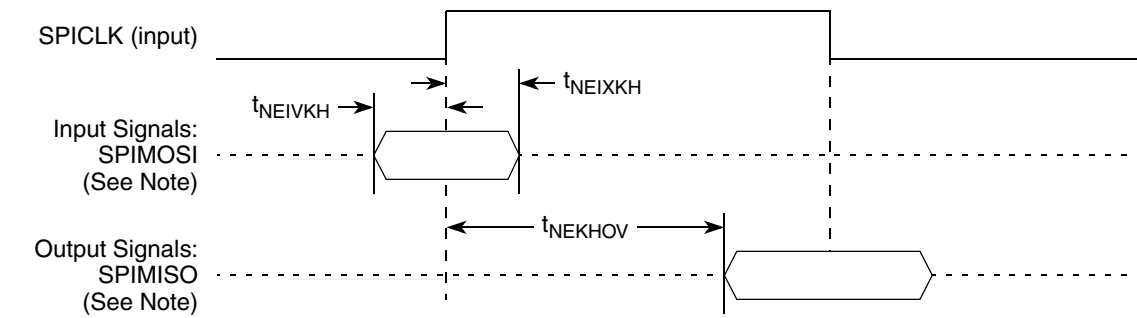 SPICLK (input)
tNEIXKH
tNEIVKH
Input Signals:
SPIMOSI
(See Note)
tNEKHOV
Output Signals:
SPIMISO
(See Note)